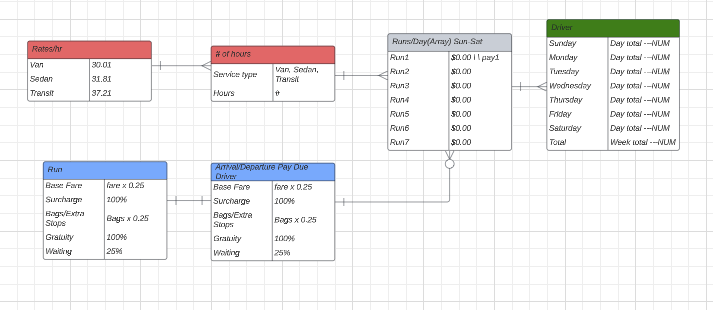 Rates/hr
Van 30.01
Sedan 31.81
Transit 37.21
# of hours
Service type Van, Sedan, Transit
Hours #
Runs/Day(Array) Sun-Sat
Run1 $0.00 \ \ pay1
Run2 $0.00
Run3 $0.00
Run4 $0.00
Run5 $0.00
Run6 $0.00
Run7 $0.00
Driver
Sunday Day total ---NUM
Monday Day total ---NUM
Tuesday Day total ---NUM
Wednesday Day total ---NUM
Thursday Day total ---NUM
Friday Day total ---NUM
Saturday Day total ---NUM
Total Week total ---NUM
Run
Base Fare fare x 0.25
Surcharge 100%
Bags/Extra Stops Bags x 0.25
Gratuity 100%
Waiting 25%
Arrival/Departure Pay Due Driver
Base Fare fare x 0.25
Surcharge 100%
Bags/Extra Stops Bags x 0.25
Gratuity 100%
Waiting 25%